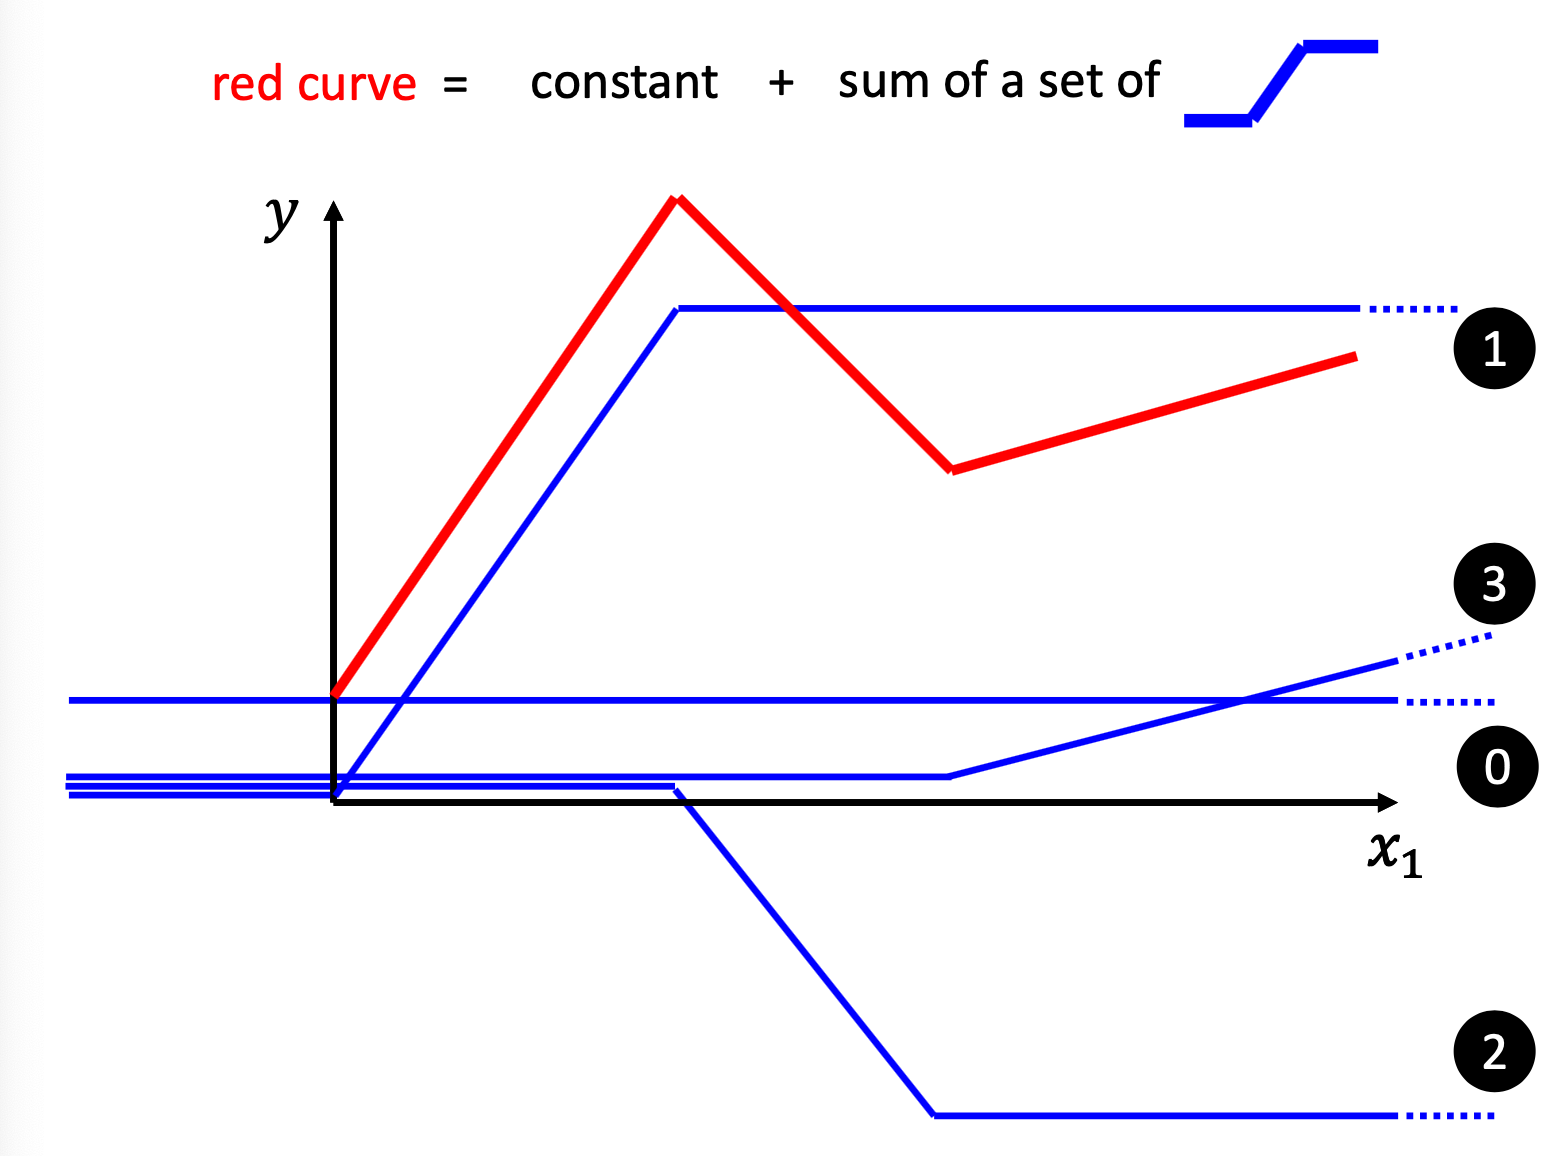 red curve = constant + sum of a set of
y
1
3
0
x₁
2